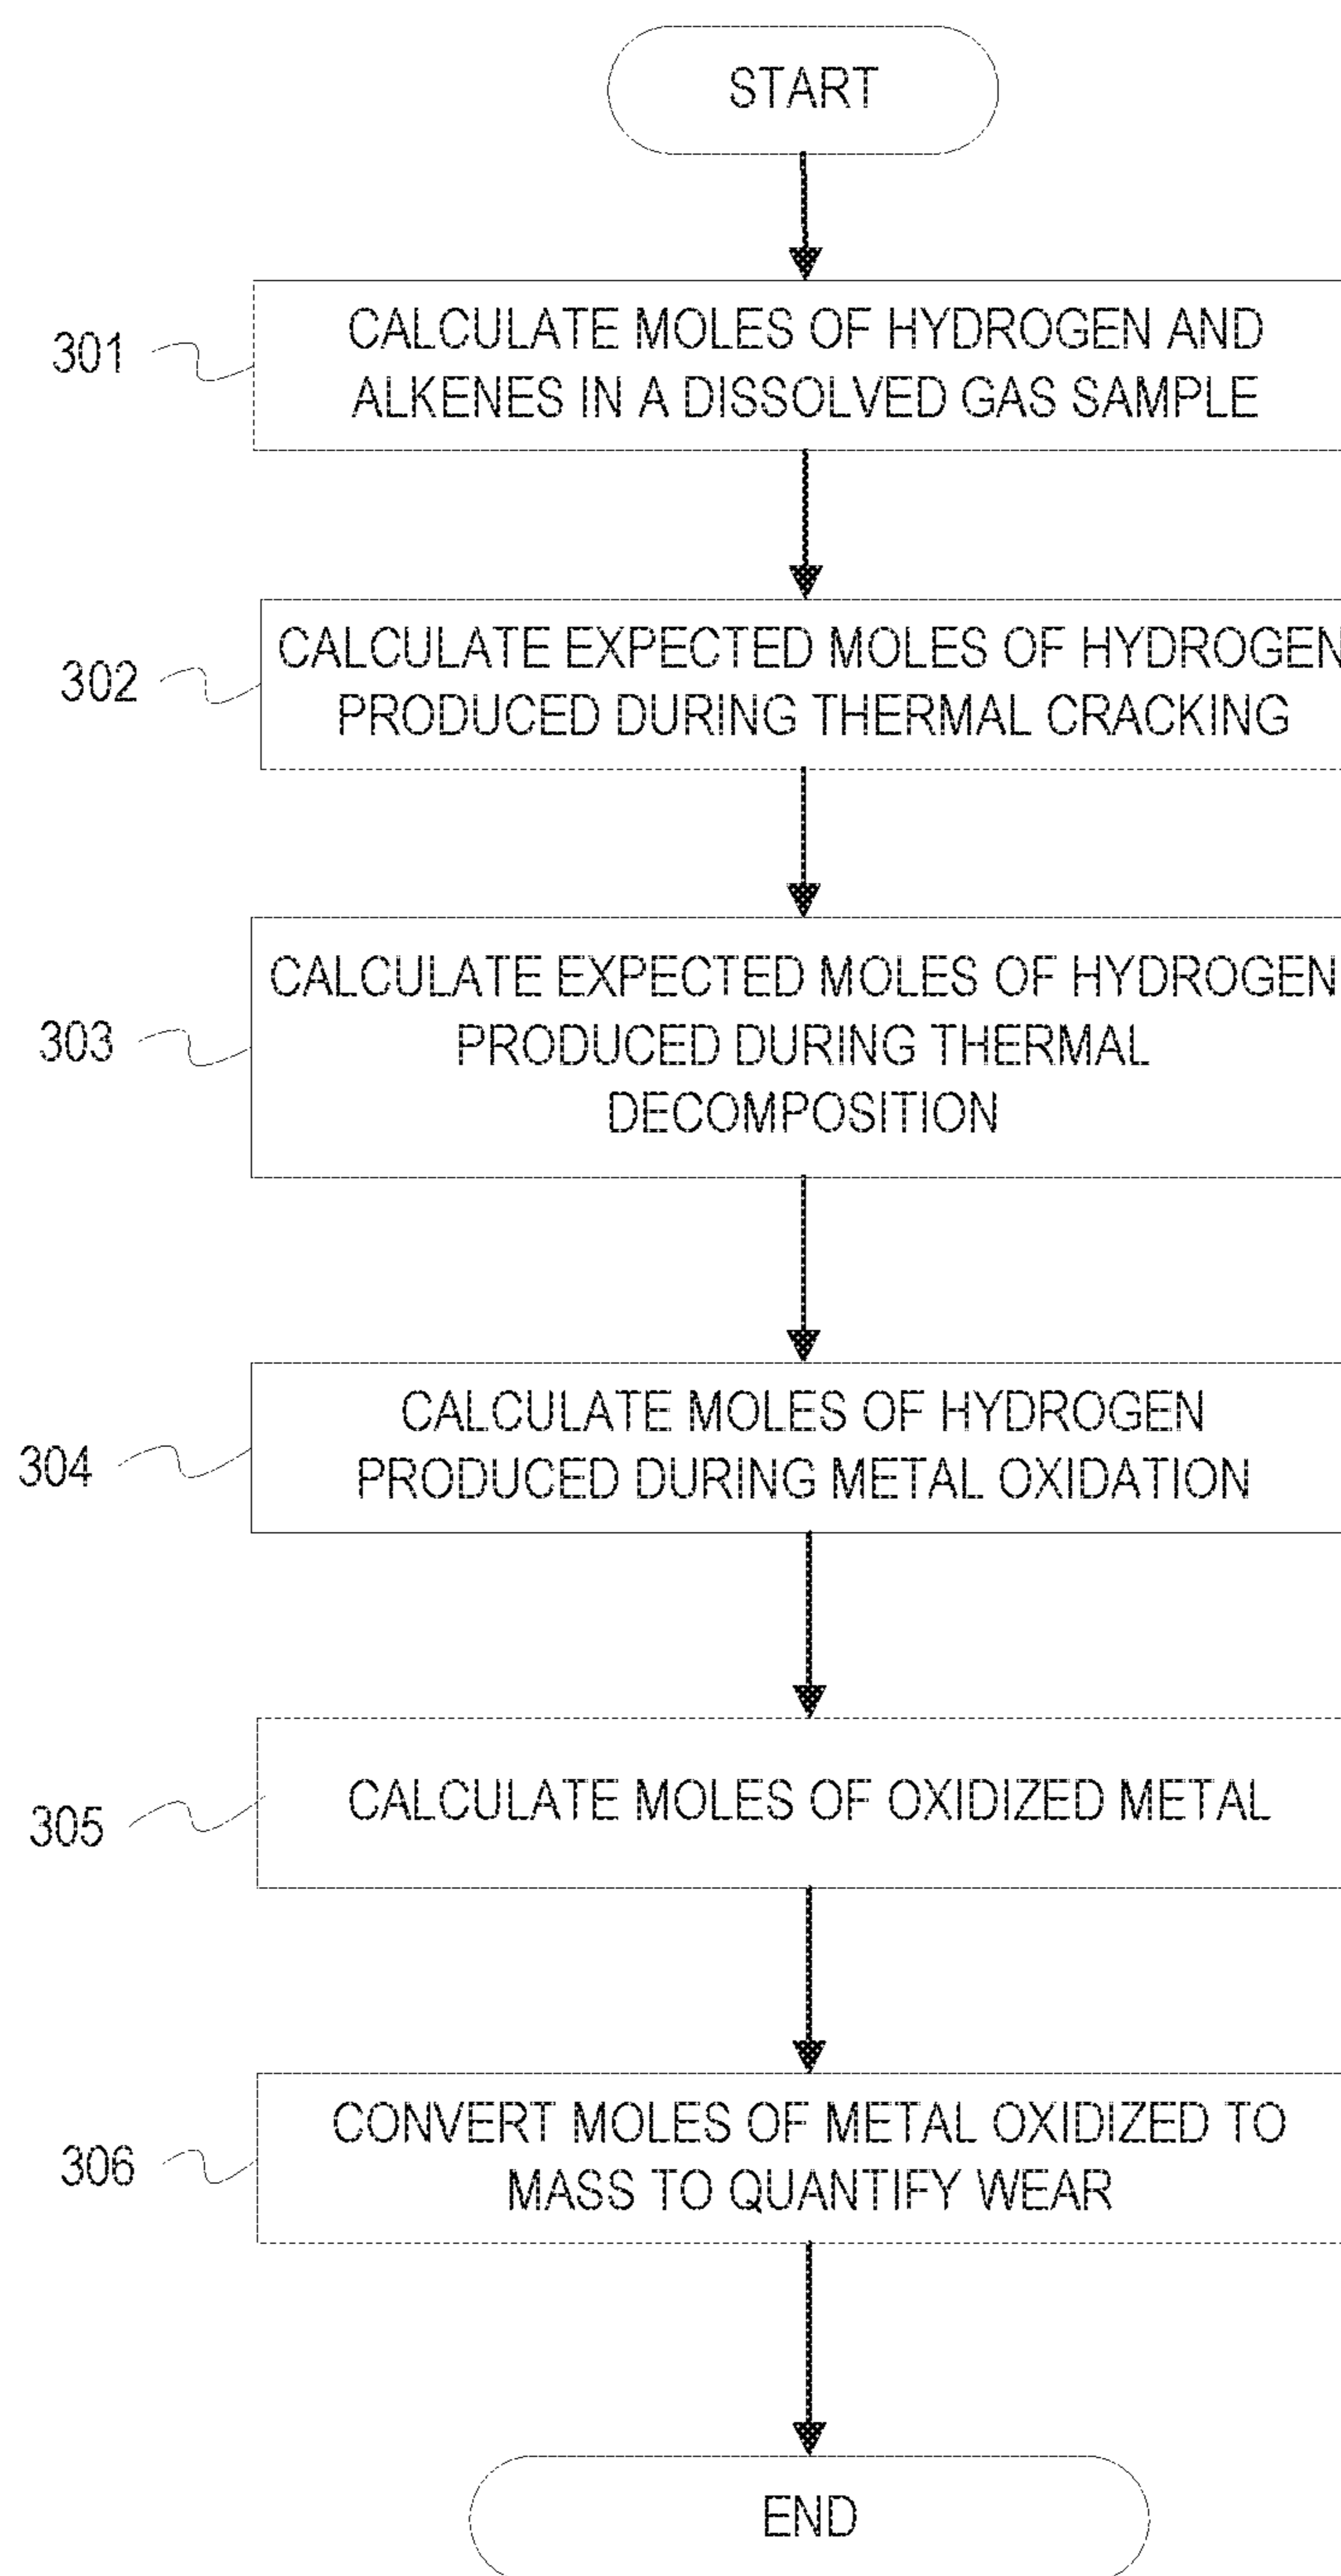 START
301
CALCULATE MOLES OF HYDROGEN AND
ALKENES IN A DISSOLVED GAS SAMPLE
302
CALCULATE EXPECTED MOLES OF HYDROGEN
PRODUCED DURING THERMAL CRACKING
303
CALCULATE EXPECTED MOLES OF HYDROGEN
PRODUCED DURING THERMAL
DECOMPOSITION
304
CALCULATE MOLES OF HYDROGEN
PRODUCED DURING METAL OXIDATION
305
CALCULATE MOLES OF OXIDIZED METAL
306
CONVERT MOLES OF METAL OXIDIZED TO
MASS TO QUANTIFY WEAR
END